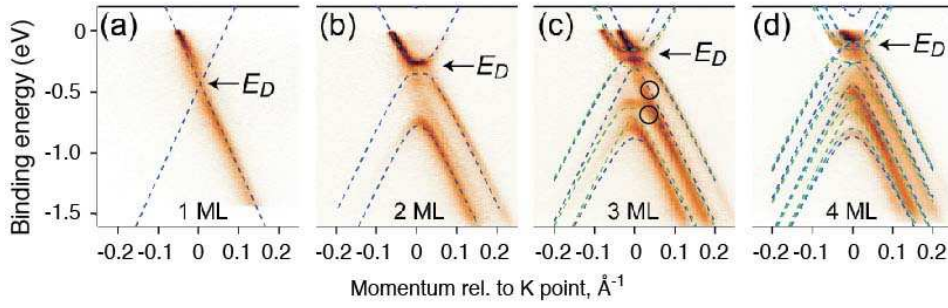 (a) (b) (c) (d)
Binding energy (eV)
0
-0.5
-1.0
-1.5
E_D E_D E_D E_D
1 ML 2 ML 3 ML 4 ML
-0.2 -0.1 0 0.1 0.2 -0.2 -0.1 0 0.1 0.2 -0.2 -0.1 0 0.1 0.2 -0.2 -0.1 0 0.1 0.2
Momentum rel. to K point, Å⁻¹